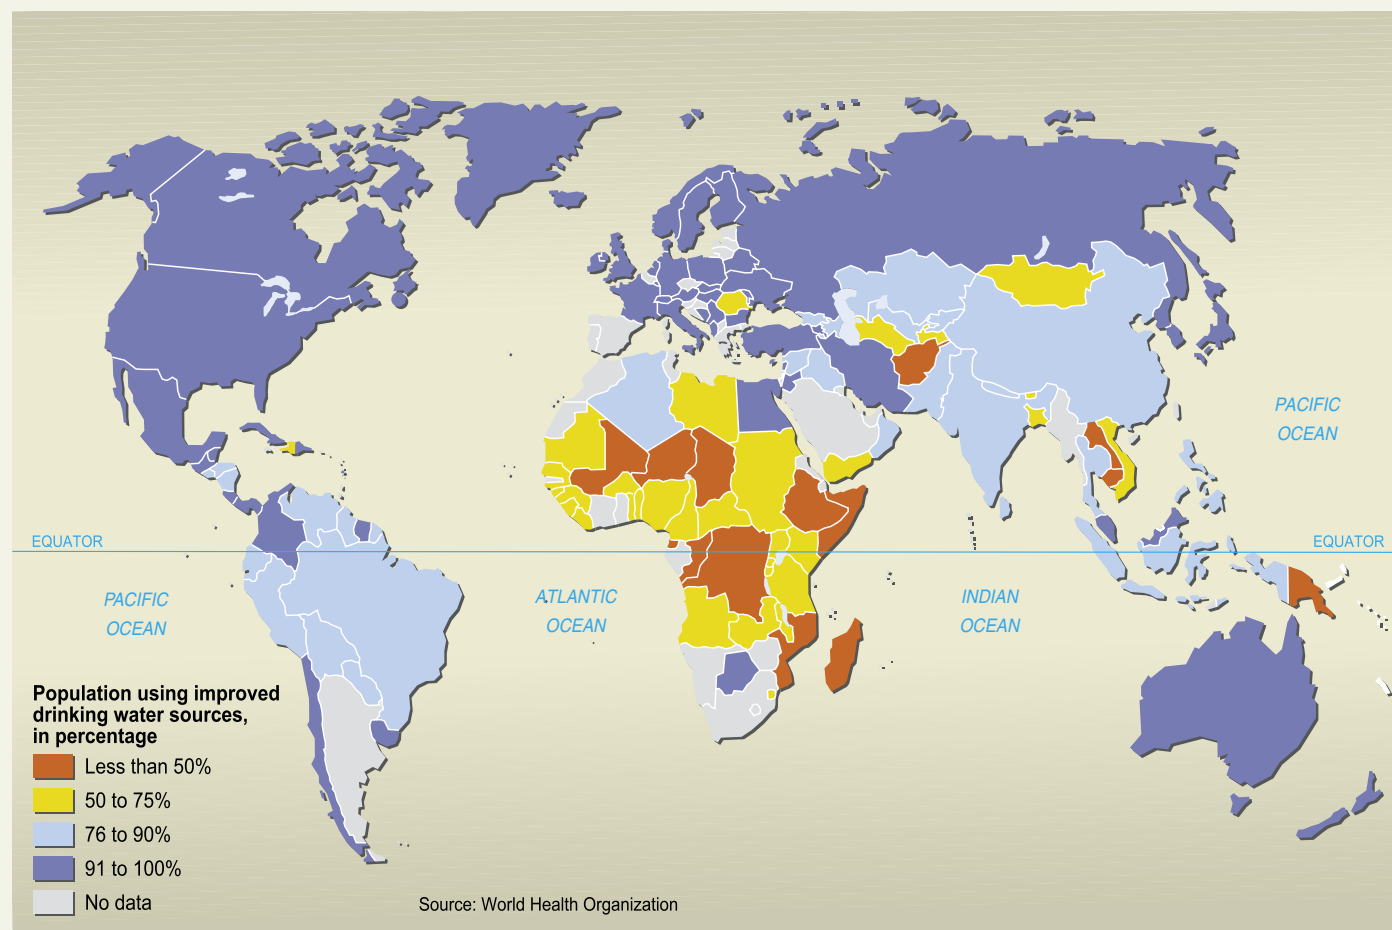 PACIFIC
OCEAN
EQUATOR
EQUATOR
PACIFIC
OCEAN
ATLANTIC
OCEAN
INDIAN
OCEAN
Population using improved
drinking water sources,
in percentage
Less than 50%
50 to 75%
76 to 90%
91 to 100%
No data
Source: World Health Organization